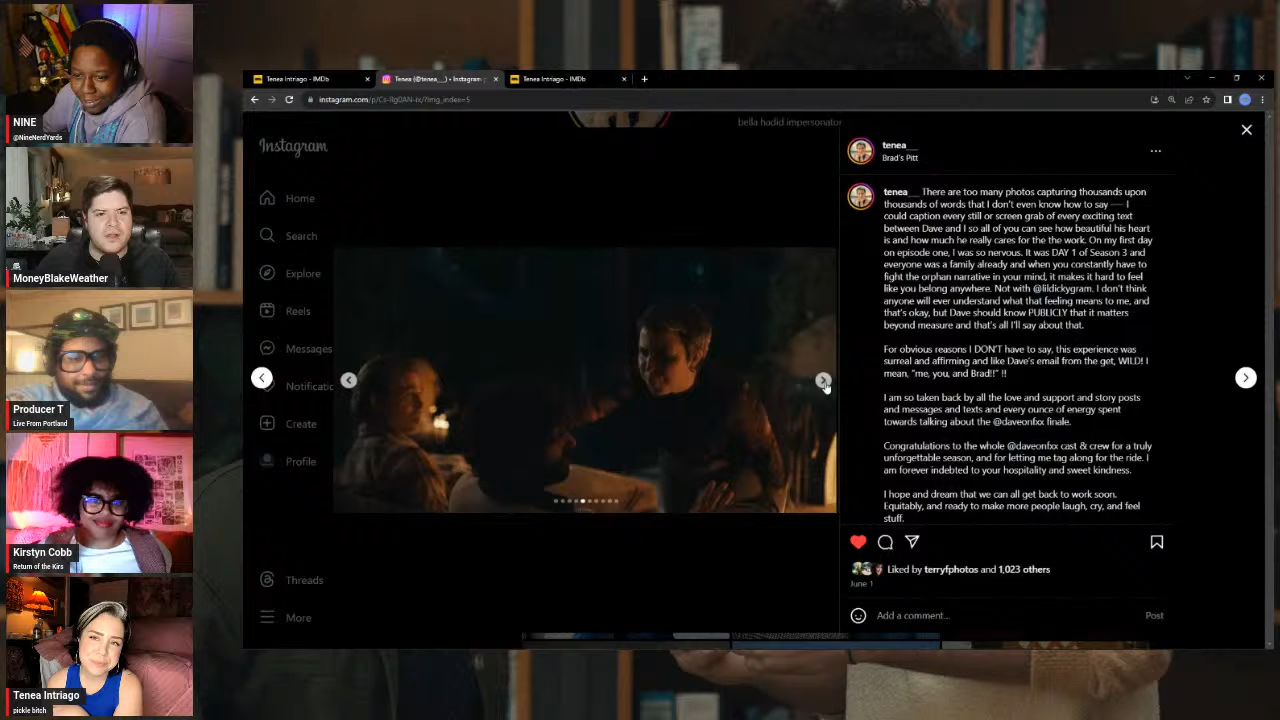 NINE
@NineNerdYards
MoneyBlakeWeather
Producer T
Live From Portland
Kirstyn Cobb
Return of the Kirs
Tenea Intriago
pickle bitch
Tenea Intriago - IMDb
Tenea (@tenea__) • Instagram p
Tenea Intriago - IMDb
instagram.com/p/Cs-Rg0AN-ix/?img_index=5
bella hadid impersonator
Instagram
Home
Search
Explore
Reels
Messages
Notificatic
Create
Profile
Threads
More
tenea__
Brad's Pitt
tenea__ There are too many photos capturing thousands upon
thousands of words that I don't even know how to say — I
could caption every still or screen grab of every exciting text
between Dave and I so all of you can see how beautiful his heart
is and how much he really cares for the the work. On my first day
on episode one, I was so nervous. It was DAY 1 of Season 3 and
everyone was a family already and when you constantly have to
fight the orphan narrative in your mind, it makes it hard to feel
like you belong anywhere. Not with @lildickygram. I don't think
anyone will ever understand what that feeling means to me, and
that's okay, but Dave should know PUBLICLY that it matters
beyond measure and that's all I'll say about that.
For obvious reasons I DON'T have to say, this experience was
surreal and affirming and like Dave's email from the get, WILD! I
mean, "me, you, and Brad!!" !!
I am so taken back by all the love and support and story posts
and messages and texts and every ounce of energy spent
towards talking about the @daveonfxx finale.
Congratulations to the whole @daveonfxx cast & crew for a truly
unforgettable season, and for letting me tag along for the ride. I
am forever indebted to your hospitality and sweet kindness.
I hope and dream that we can all get back to work soon.
Equitably, and ready to make more people laugh, cry, and feel
stuff.
Liked by terryfphotos and 1,023 others
June 1
Add a comment...
Post